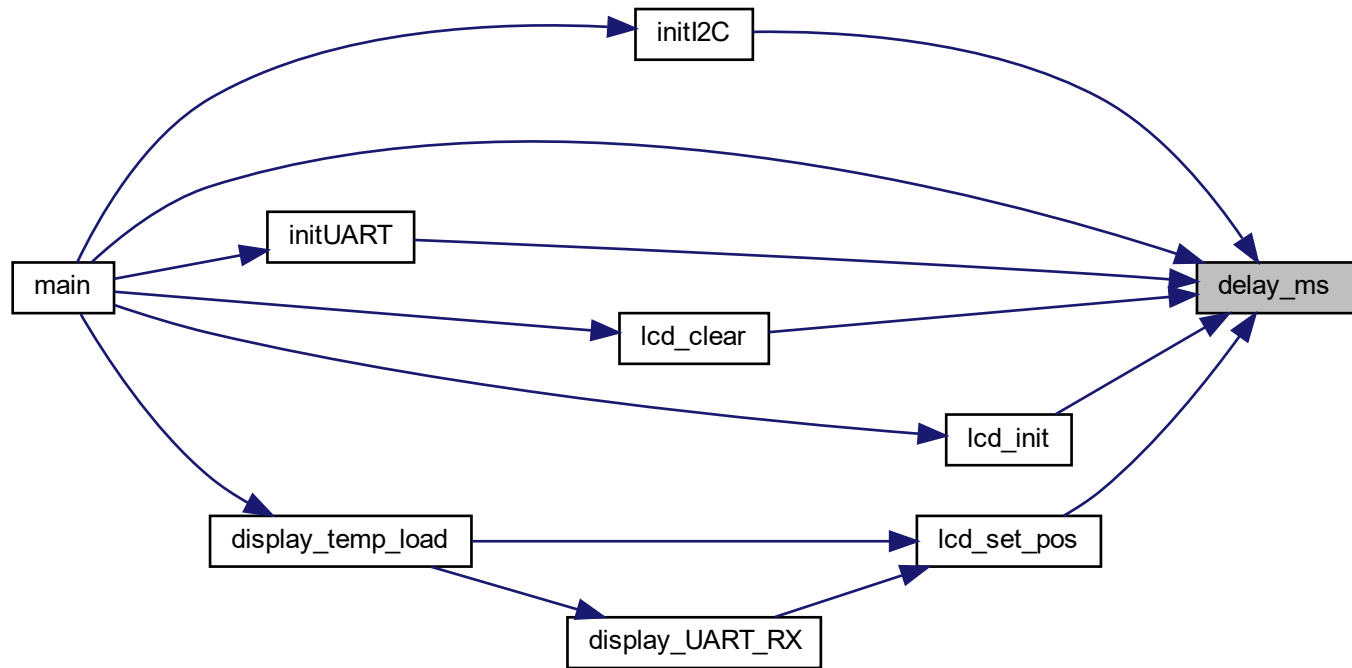 initI2C
initUART
main
delay_ms
lcd_clear
lcd_init
display_temp_load
lcd_set_pos
display_UART_RX